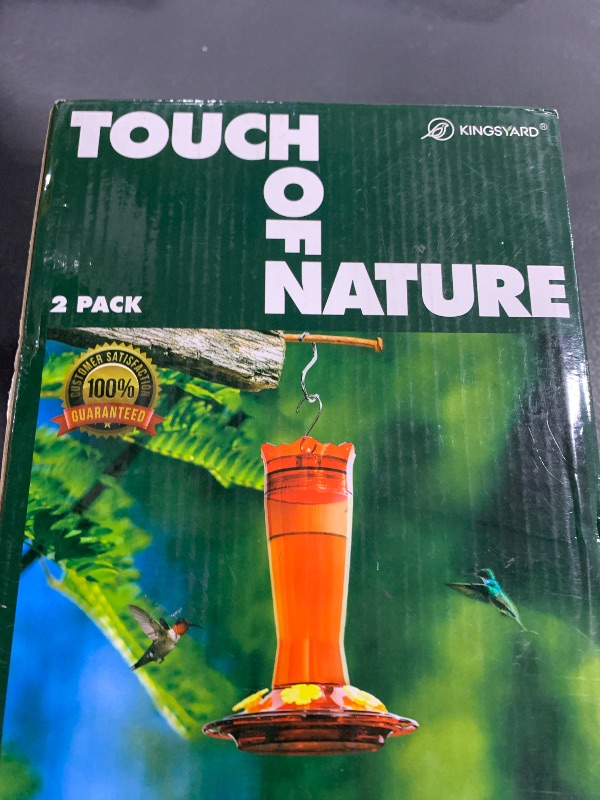 TOUCH
OF
NATURE
KINGSYARD®
2 PACK
CUSTOMER SATISFACTION
100%
GUARANTEED